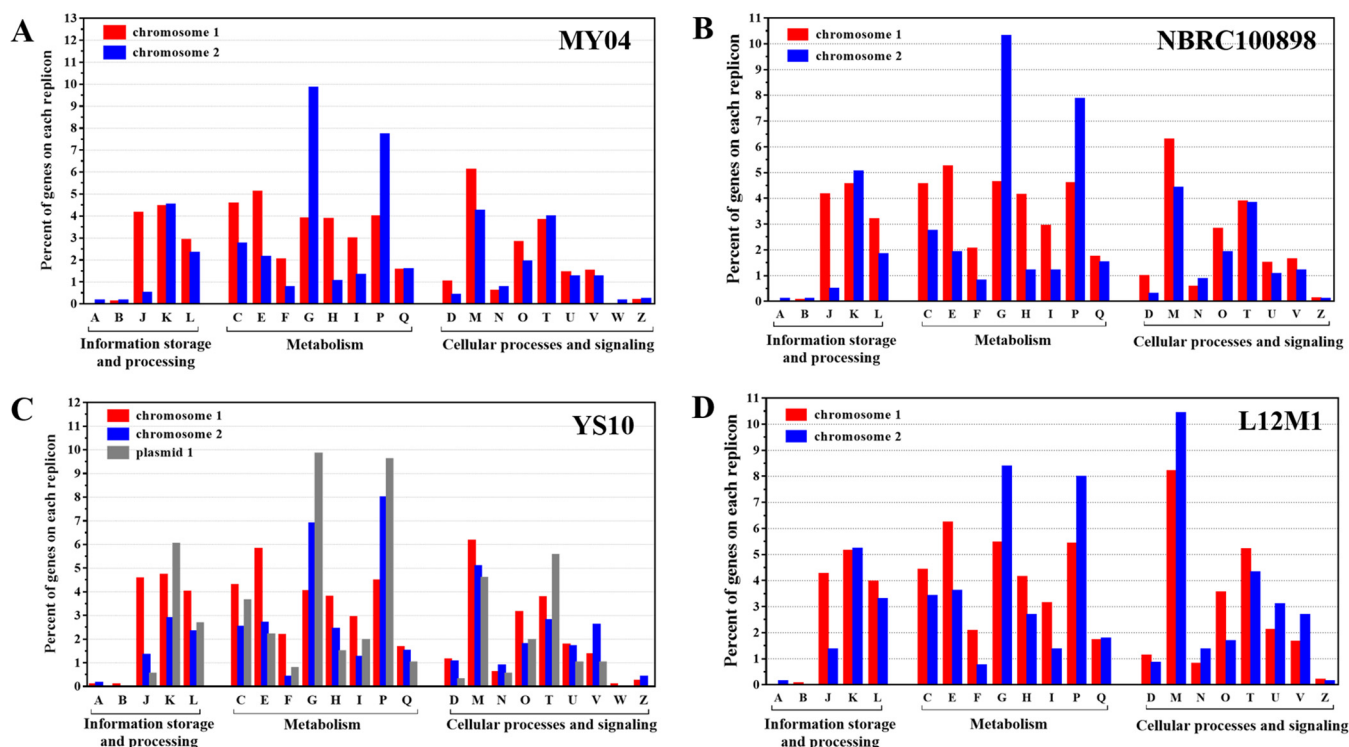 A
MY04
chromosome 1
chromosome 2
Percent of genes on each replicon
13
12
11
10
9
8
7
6
5
4
3
2
1
0
A B J K L C E F G H I P Q D M N O T U V W Z
Information storage and processing
Metabolism
Cellular processes and signaling
B
NBRC100898
chromosome 1
chromosome 2
Percent of genes on each replicon
11
10
9
8
7
6
5
4
3
2
1
0
A B J K L C E F G H I P Q D M N O T U V Z
Information storage
and processing
Metabolism
Cellular processes and signaling
C
YS10
chromosome 1
chromosome 2
plasmid 1
Percent of genes on each replicon
12
11
10
9
8
7
6
5
4
3
2
1
0
A B J K L C E F G H I P Q D M N O T U V W Z
Information storage
and processing
Metabolism
Cellular processes and signaling
D
L12M1
chromosome 1
chromosome 2
Percent of genes on each replicon
11
10
9
8
7
6
5
4
3
2
1
0
A B J K L C E F G H I P Q D M N O T U V Z
Information storage
and processing
Metabolism
Cellular processes and signaling